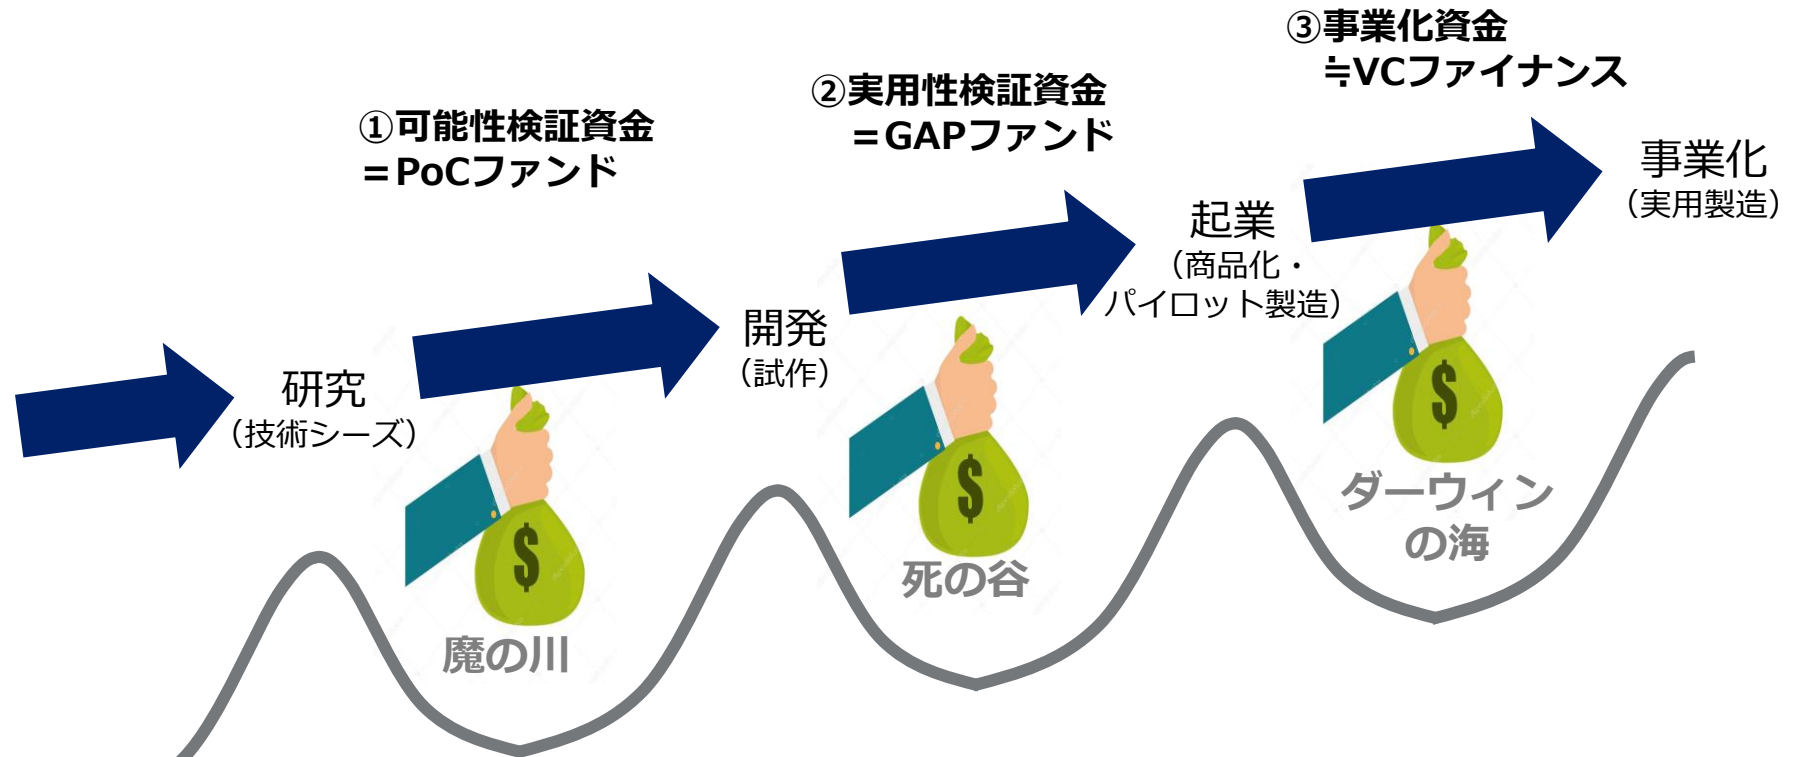 ①可能性検証資金
＝PoCファンド
②実用性検証資金
＝GAPファンド
③事業化資金
≒VCファイナンス
研究
（技術シーズ）
開発
（試作）
起業
（商品化・
パイロット製造）
事業化
（実用製造）
$
$
$
魔の川
死の谷
ダーウィン
の海